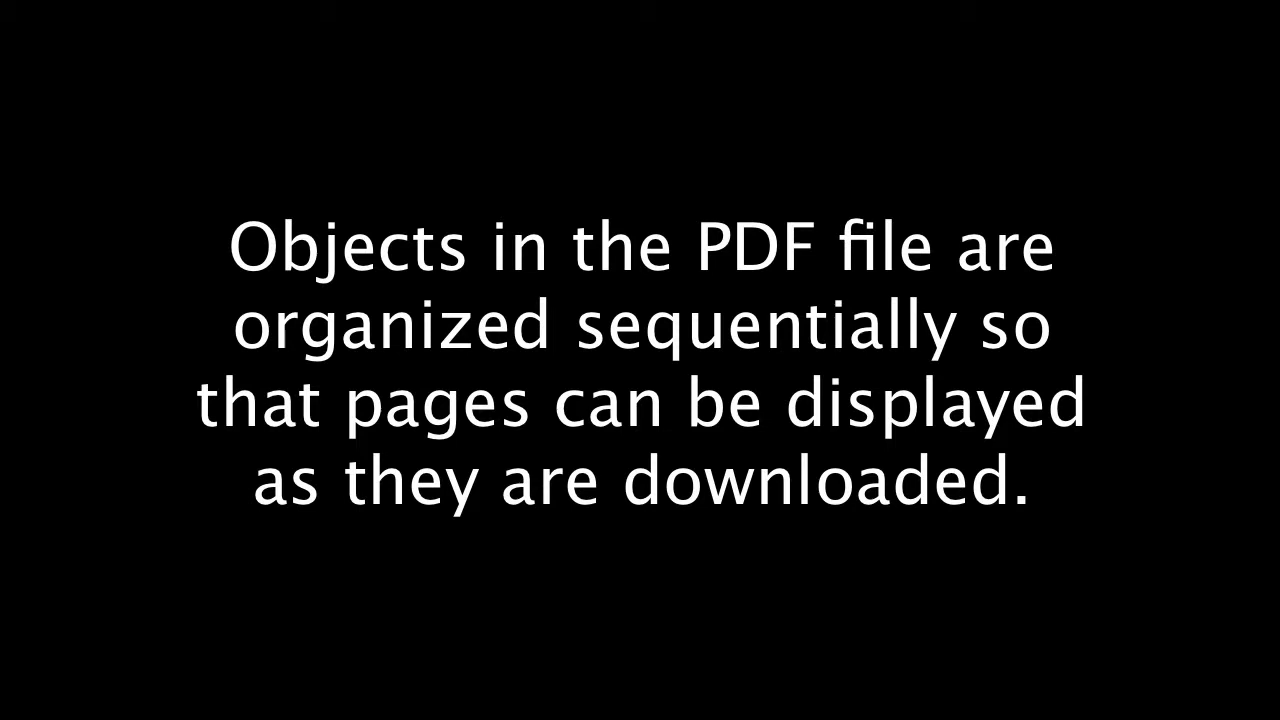 Objects in the PDF file are
organized sequentially so
that pages can be displayed
as they are downloaded.